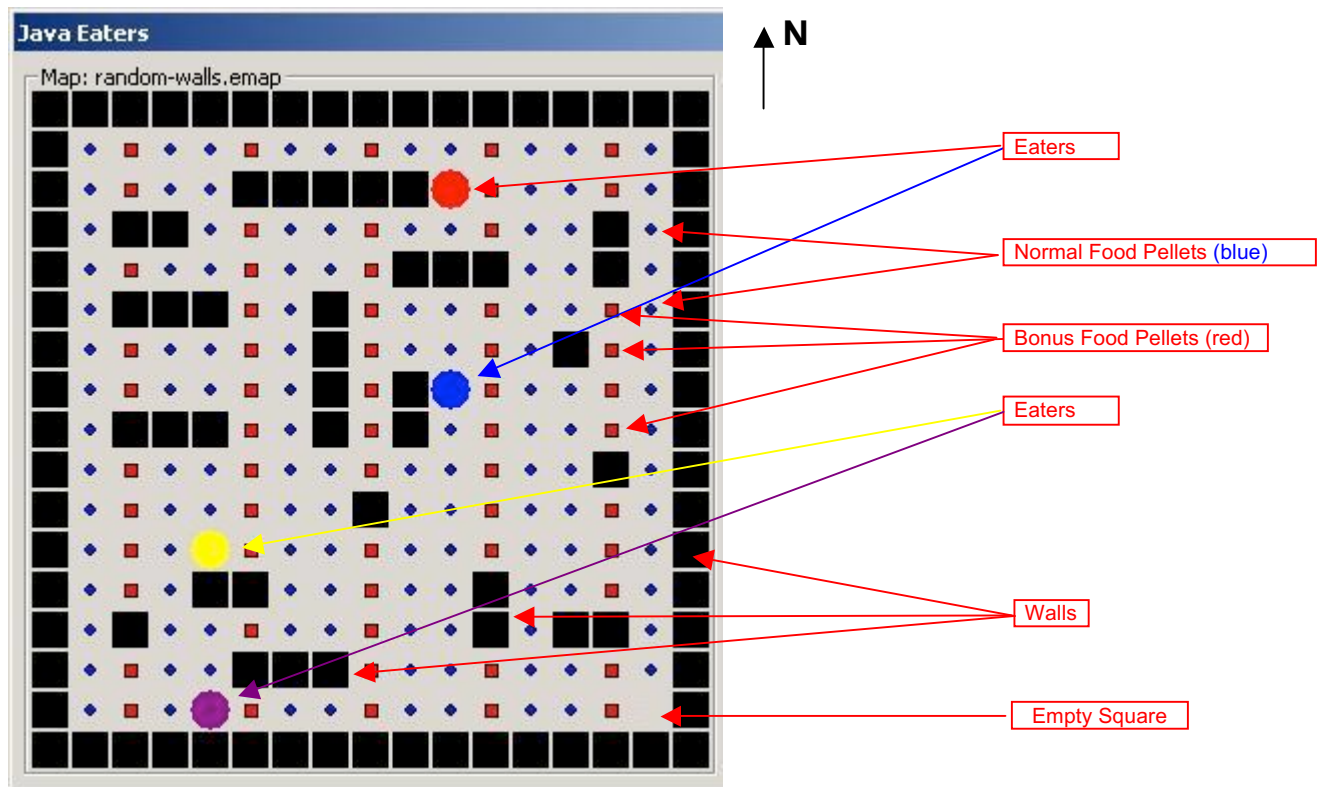 Java Eaters
N
Map: random-walls.emap
Eaters
Normal Food Pellets (blue)
Bonus Food Pellets (red)
Eaters
Walls
Empty Square